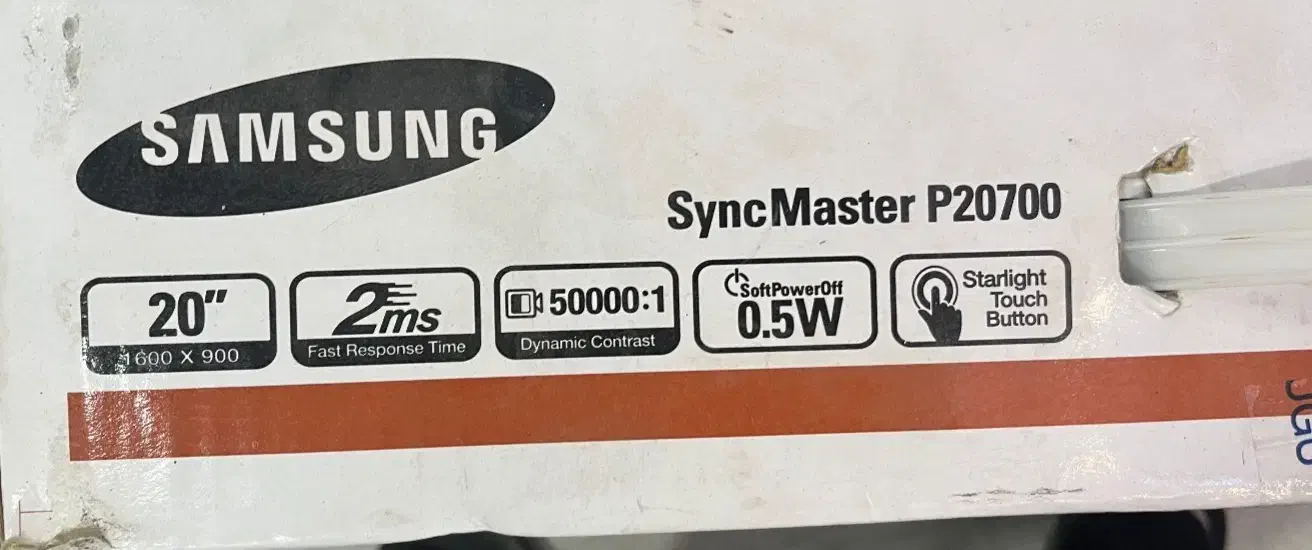 SAMSUNG
SyncMaster P20700
20"
1600 X 900
2ms
Fast Response Time
50000:1
Dynamic Contrast
SoftPowerOff
0.5W
Starlight
Touch
Button